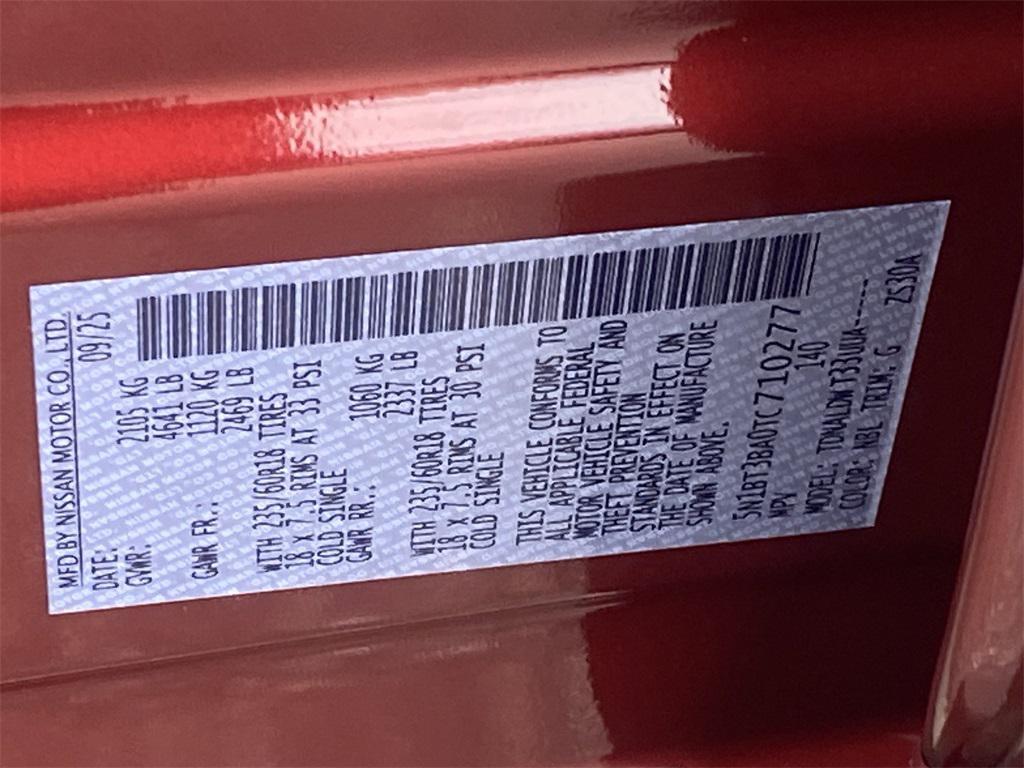 MFD BY NISSAN MOTOR CO., LTD.
DATE: 09/25
GVWR: 2105 KG
4641 LB
GAWR FR.: 1120 KG
2469 LB
WITH 235/60R18 TIRES
18 X 7.5 RIMS AT 33 PSI
COLD SINGLE
GAWR RR.: 1060 KG
2337 LB
WITH 235/60R18 TIRES
18 X 7.5 RIMS AT 30 PSI
COLD SINGLE
THIS VEHICLE CONFORMS TO
ALL APPLICABLE FEDERAL
MOTOR VEHICLE SAFETY AND
THEFT PREVENTION
STANDARDS IN EFFECT ON
THE DATE OF MANUFACTURE
SHOWN ABOVE.
5N1BT3BA0TC710277
MPV 140
COLOR: NBL TRIM: G ZS30A